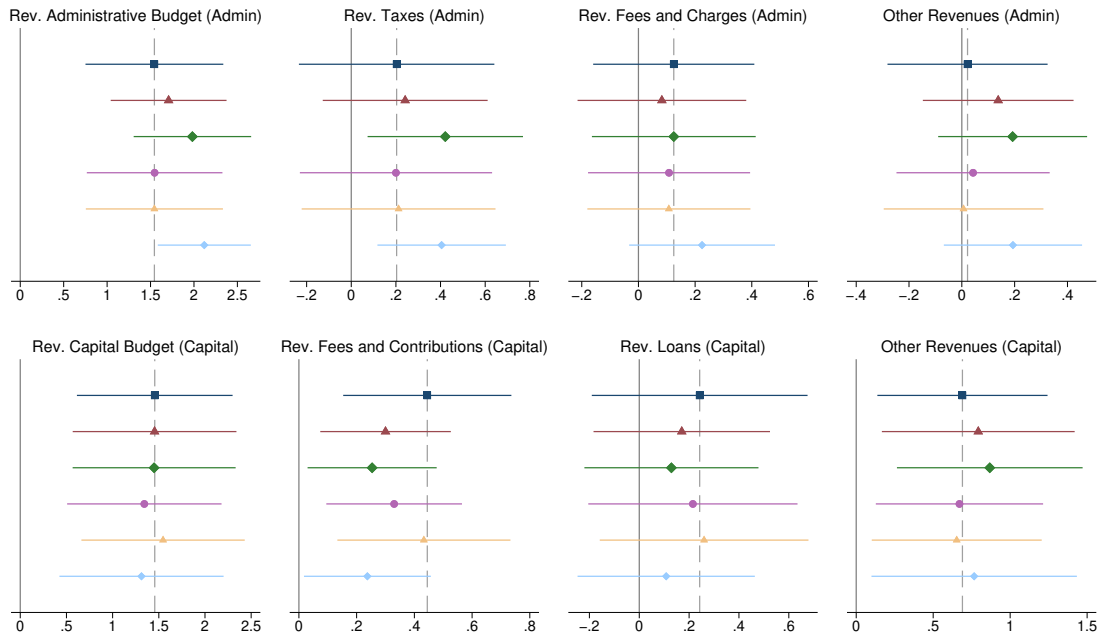 Rev. Administrative Budget (Admin)
Rev. Taxes (Admin)
Rev. Fees and Charges (Admin)
Other Revenues (Admin)
0 .5 1 1.5 2 2.5
−.2 0 .2 .4 .6 .8
−.2 0 .2 .4 .6
−.4 −.2 0 .2 .4
Rev. Capital Budget (Capital)
Rev. Fees and Contributions (Capital)
Rev. Loans (Capital)
Other Revenues (Capital)
0 .5 1 1.5 2 2.5
0 .2 .4 .6 .8
−.2 0 .2 .4 .6
0 .5 1 1.5